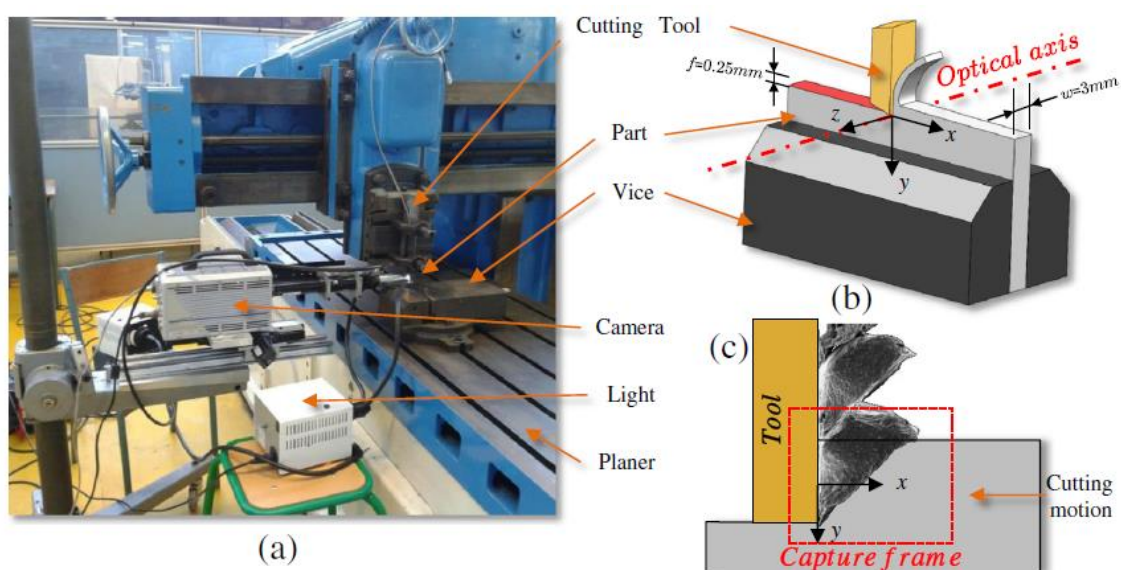 Cutting Tool
Part
Vice
Camera
Light
Planer
(a)
f=0.25mm
Optical axis
w=3mm
z
x
y
(b)
(c)
Tool
x
y
Cutting
motion
Capture frame